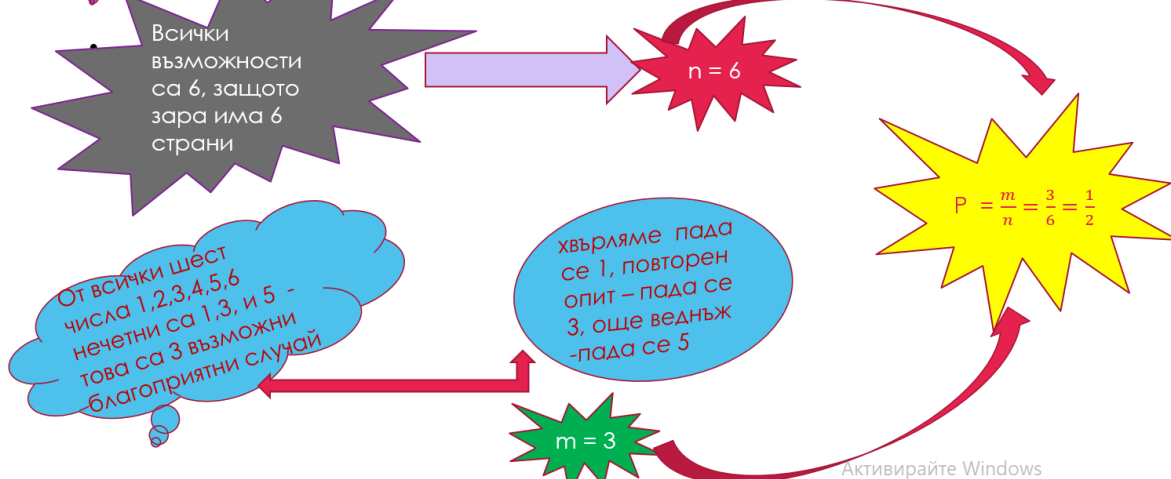 Всички
възможности
са 6, защото
зара има 6
страни
n = 6
P = m/n = 3/6 = 1/2
От всички шест
числа 1,2,3,4,5,6
нечетни са 1,3, и 5 -
това са 3 възможни
-благоприятни случай
хвърляме пада
се 1, повторен
опит – пада се
3, още веднъж
-пада се 5
m = 3
Активирайте Windows